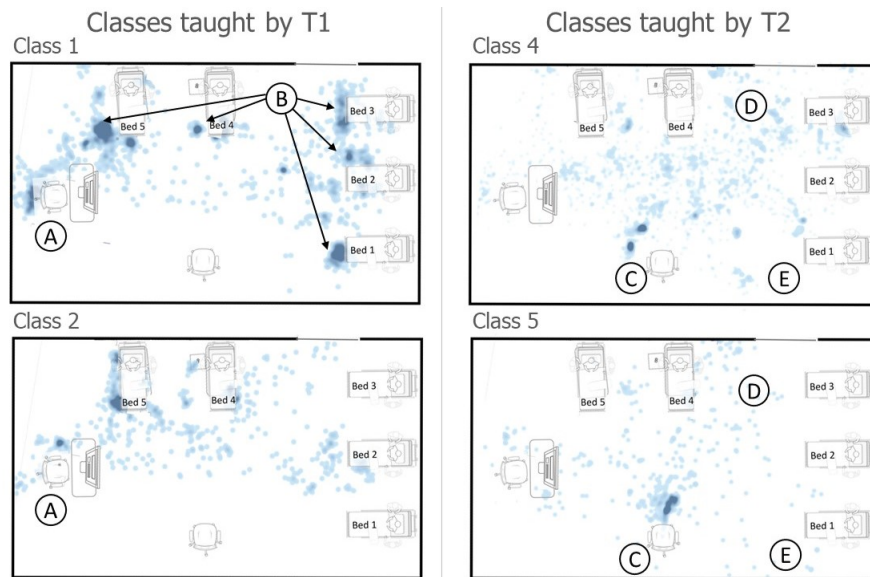 Classes taught by T1
Classes taught by T2
Class 1
B
Bed 5
Bed 4
Bed 3
Bed 2
Bed 1
A
Class 4
D
Bed 5
Bed 4
Bed 3
Bed 2
Bed 1
C
E
Class 2
Bed 5
Bed 4
Bed 3
Bed 2
Bed 1
A
Class 5
D
Bed 5
Bed 4
Bed 3
Bed 2
Bed 1
C
E